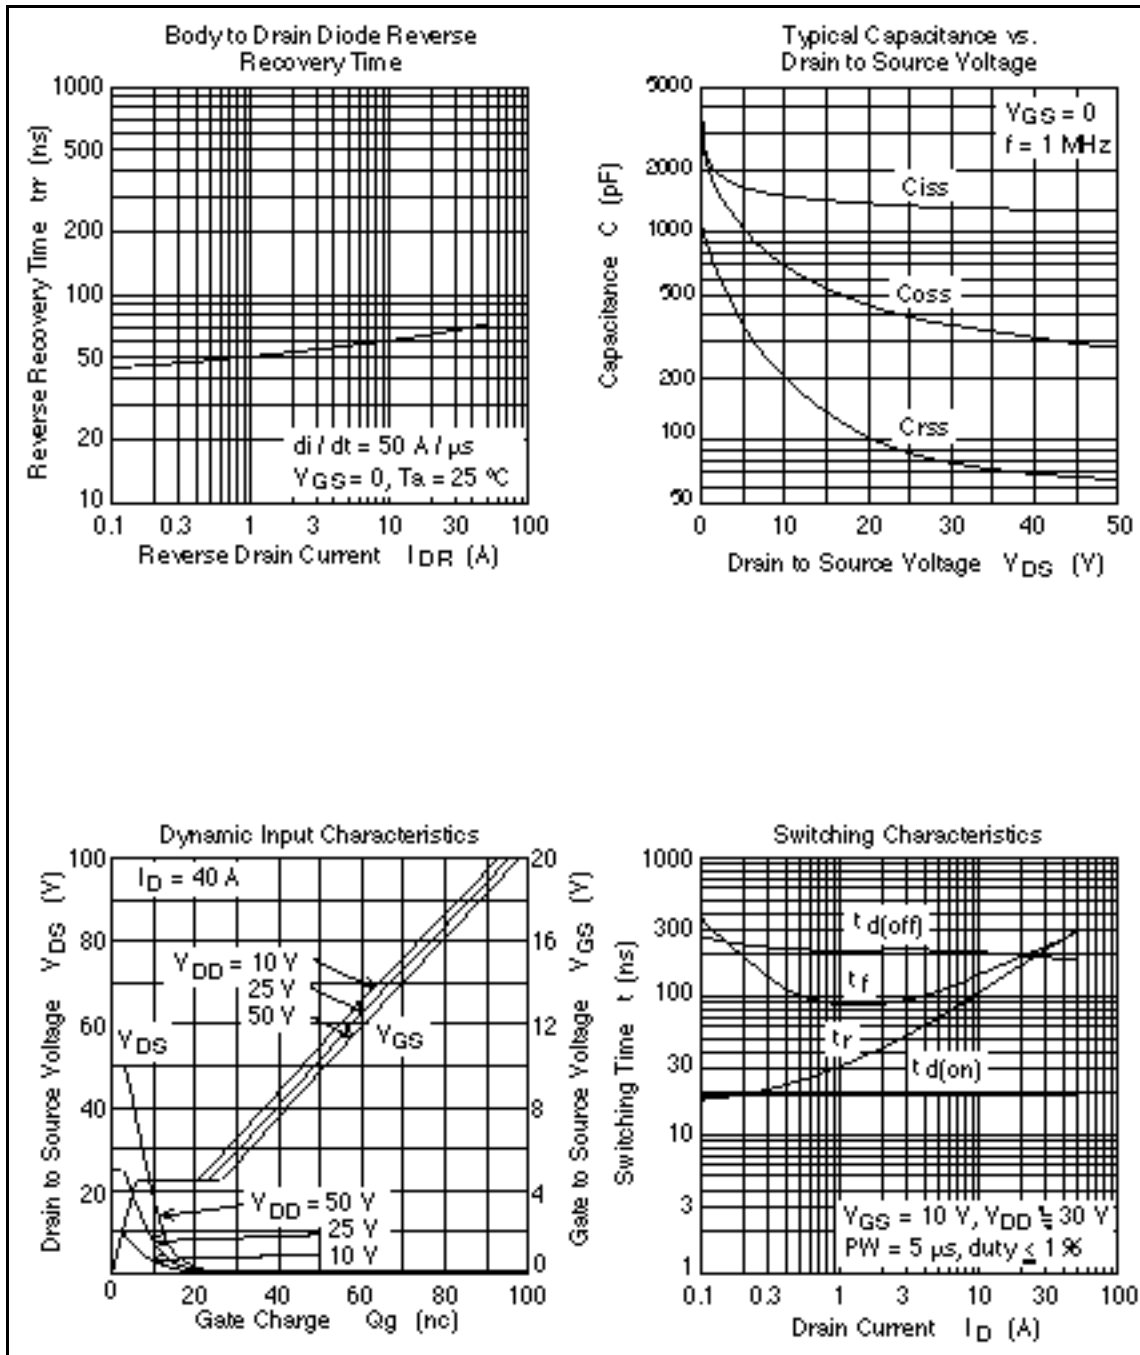 Body to Drain Diode Reverse
Recovery Time
1000
500
200
100
50
20
10
Reverse Recovery Time trr (ns)
di / dt = 50 A / µs
VGS = 0, Ta = 25 °C
0.1 0.3 1 3 10 30 100
Reverse Drain Current IDR (A)
Typical Capacitance vs.
Drain to Source Voltage
5000
2000
1000
500
200
100
50
Capacitance C (pF)
VGS = 0
f = 1 MHz
Ciss
Coss
Crss
0 10 20 30 40 50
Drain to Source Voltage VDS (V)
Dynamic Input Characteristics
100
80
60
40
20
0
Drain to Source Voltage VDS (V)
ID = 40 A
VDD = 10 V
25 V
50 V
VDS
VGS
VDD = 50 V
25 V
10 V
20
16
12
8
4
0
Gate to Source Voltage VGS (V)
20 40 60 80 100
Gate Charge Qg (nc)
Switching Characteristics
1000
300
100
30
10
3
1
Switching Time t (ns)
t d(off)
t f
t r
t d(on)
VGS = 10 V, VDD ≒ 30 V
PW = 5 µs, duty ≤ 1 %
0.1 0.3 1 3 10 30 100
Drain Current ID (A)